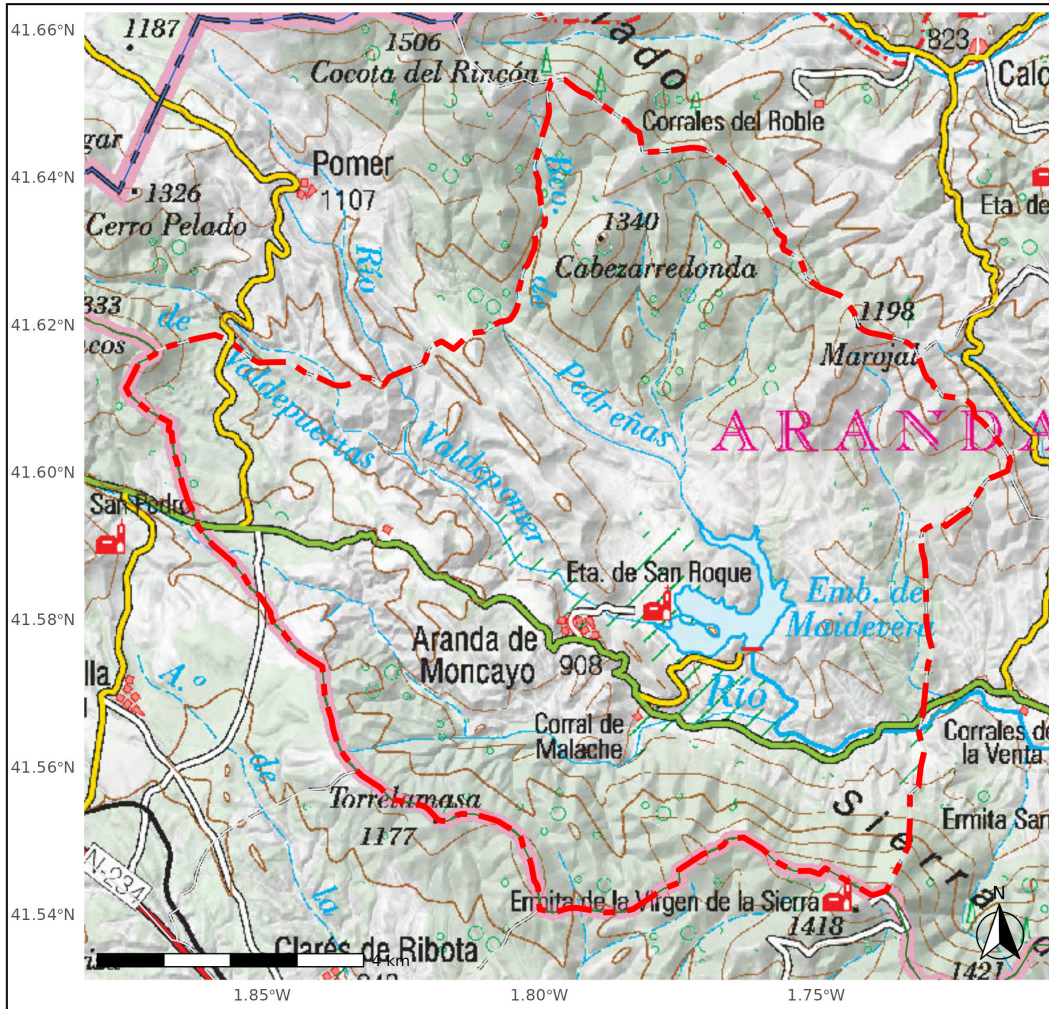 41.66°N
41.64°N
41.62°N
41.60°N
41.58°N
41.56°N
41.54°N
1187
1506
Cocota del Rincón
823
Calc
Corrales del Roble
gar
Pomer
1107
1326
Cerro Pelado
Río
Bco.
de
1340
Cabezarredonda
Eta. de
333
de
cos
1198
Marojal
Valdepuertas
Pedreñas
ARANDA
Valdepomer
San Pedro
Eta. de San Roque
Emb. de
Maidevera
Aranda de
Moncayo
908
Río
lla
A.º
de
la
Corral de
Malache
Corrales de
la Venta
Torrelamasa
1177
Sierra
Ermita San
N-234
Ermita de la Virgen de la Sierra
1418
N
Clarés de Ribota
4 km
1421
1.85°W
1.80°W
1.75°W